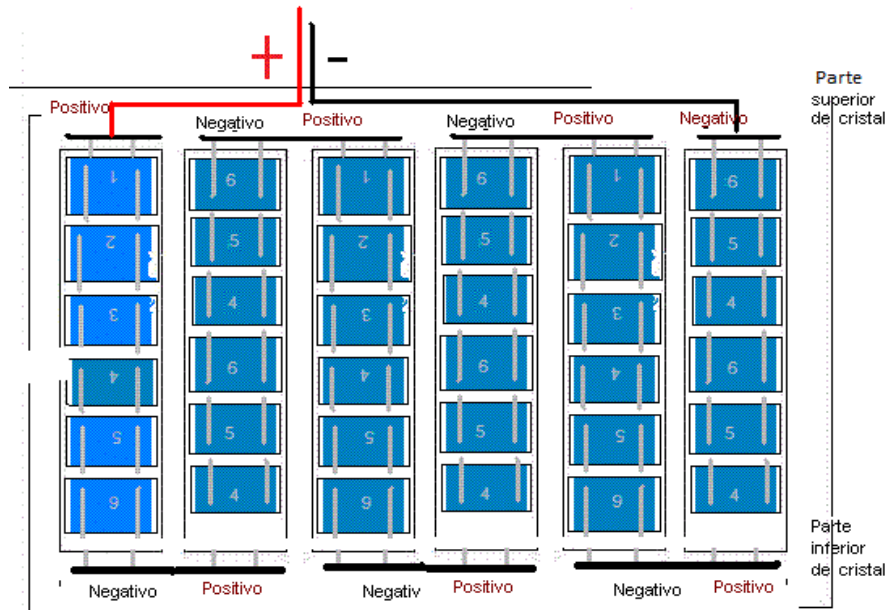 + -
Parte
superior
de cristal
Positivo
Negativo Positivo Negativo Positivo Negativo
1 6 1 6 1 6
2 5 2 5 2 5
3 4 3 4 3 4
4 6 4 6 4 6
5 5 5 5 5 5
6 4 6 4 6 4
Parte
inferior
de cristal
Negativo Positivo Negativ Positivo Negativo Positivo